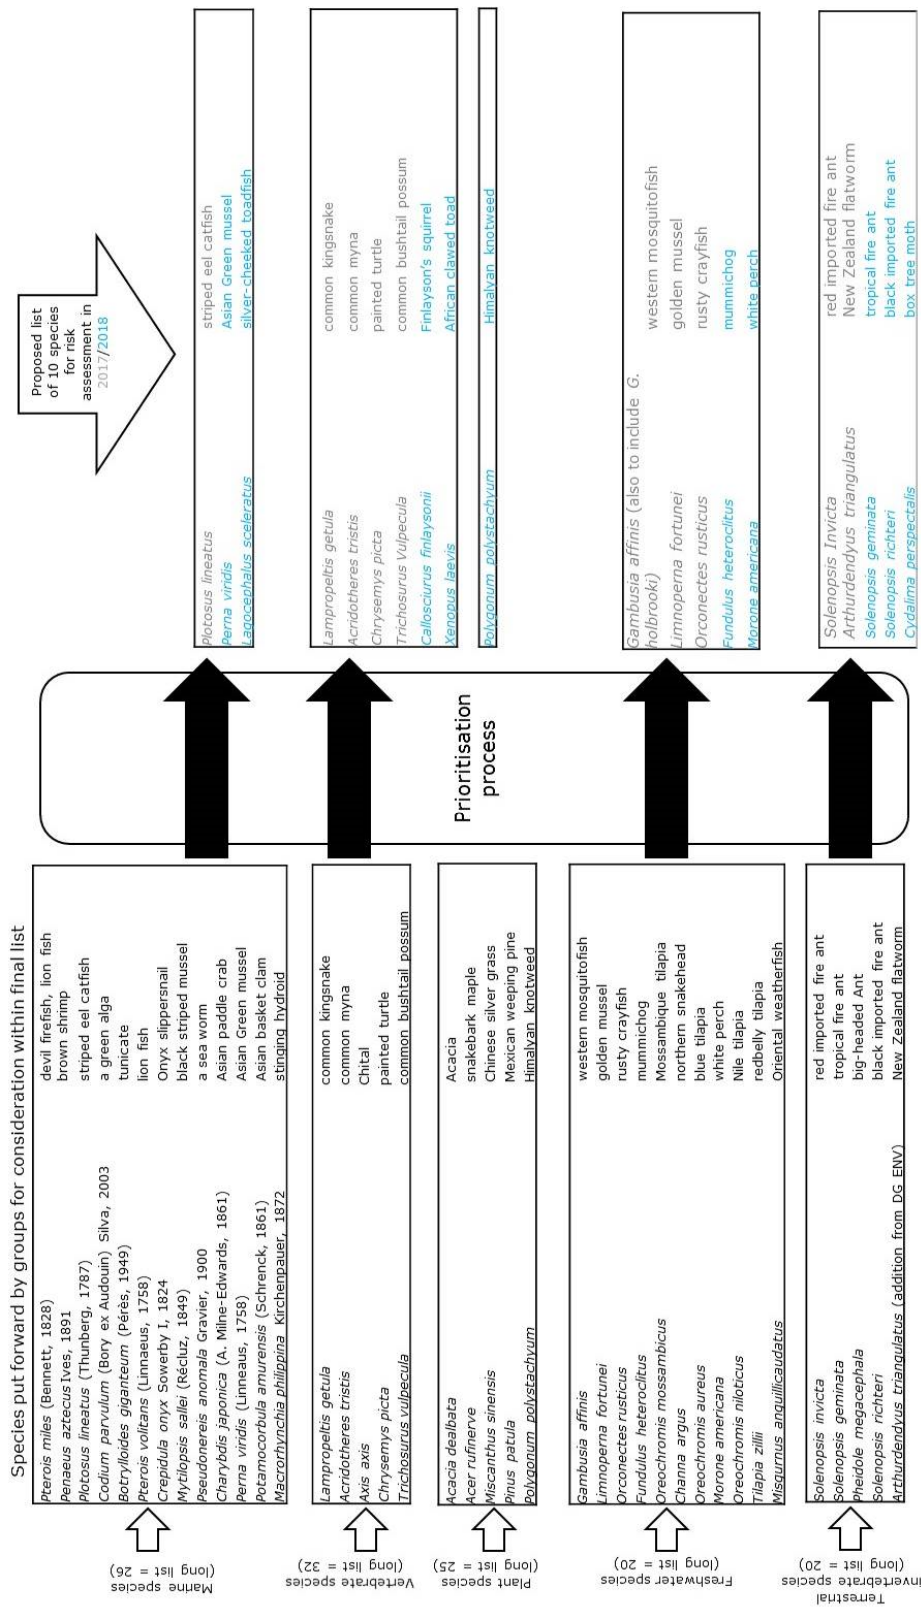 Species put forward by groups for consideration within final list
Marine species
(long list = 26)
Pterois miles (Bennett, 1828) devil firefish, lion fish
Penaeus aztecus Ives, 1891 brown shrimp
Plotosus lineatus (Thunberg, 1787) striped eel catfish
Codium parvulum (Bory ex Audouin) Silva, 2003 a green alga
Botrylloides giganteum (Pérès, 1949) tunicate
Pterois volitans (Linnaeus, 1758) lion fish
Crepidula onyx Sowerby I, 1824 Onyx slippersnail
Mytilopsis sallei (Récluz, 1849) black striped mussel
Pseudonereis anomala Gravier, 1900 a sea worm
Charybdis japonica (A. Milne-Edwards, 1861) Asian paddle crab
Perna viridis (Linneaus, 1758) Asian Green mussel
Potamocorbula amurensis (Schrenck, 1861) Asian basket clam
Macrorhynchia philippina Kirchenpauer, 1872 stinging hydroid
Vertebrate species
(long list = 32)
Lampropeltis getula common kingsnake
Acridotheres tristis common myna
Axis axis Chital
Chrysemys picta painted turtle
Trichosurus vulpecula common bushtail possum
Plant species
(long list = 25)
Acacia dealbata Acacia
Acer rufinerve snakebark maple
Miscanthus sinensis Chinese silver grass
Pinus patula Mexican weeping pine
Polygonum polystachyum Himalyan knotweed
Freshwater species
(long list = 20)
Gambusia affinis western mosquitofish
Limnoperna fortunei golden mussel
Orconectes rusticus rusty crayfish
Fundulus heteroclitus mummichog
Oreochromis mossambicus Mossambique tilapia
Channa argus northern snakehead
Oreochromis aureus blue tilapia
Morone americana white perch
Oreochromis niloticus Nile tilapia
Tilapia zillii redbelly tilapia
Misgurnus anguillicaudatus Oriental weatherfish
Terrestrial
invertebrate species
(long list = 20)
Solenopsis invicta red imported fire ant
Solenopsis geminata tropical fire ant
Pheidole megacephala big-headed Ant
Solenopsis richteri black imported fire ant
Arthurdendyus triangulatus (addition from DG ENV) New Zealand flatworm
Prioritisation
process
Proposed list
of 10 species
for risk
assessment in
2017/2018
Plotosus lineatus striped eel catfish
Perna viridis Asian Green mussel
Lagocephalus sceleratus silver-cheeked toadfish
Lampropeltis getula common kingsnake
Acridotheres tristis common myna
Chrysemys picta painted turtle
Trichosurus Vulpecula common bushtail possum
Callosciurus finlaysonii Finlayson's squirrel
Xenopus laevis African clawed toad
Polygonum polystachyum Himalyan knotweed
Gambusia affinis (also to include G. western mosquitofish
holbrooki)
Limnoperna fortunei golden mussel
Orconectes rusticus rusty crayfish
Fundulus heteroclitus mummichog
Morone americana white perch
Solenopsis Invicta red imported fire ant
Arthurdendyus triangulatus New Zealand flatworm
Solenopsis geminata tropical fire ant
Solenopsis richteri black imported fire ant
Cydalima perspectalis box tree moth